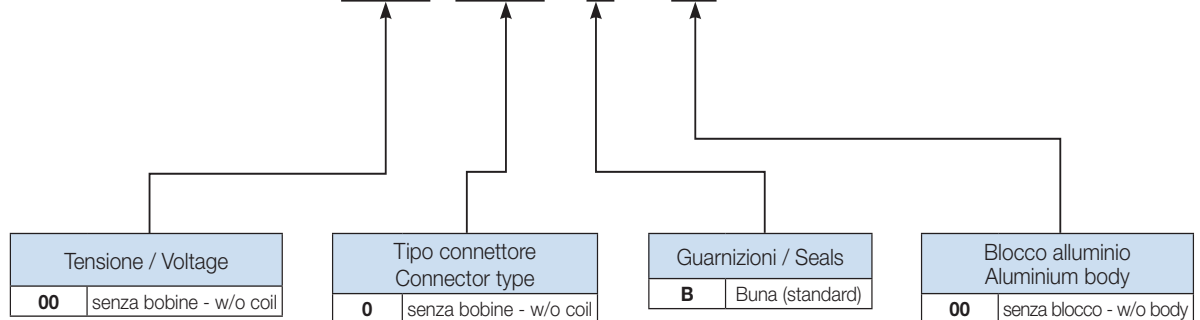 Tensione / Voltage
00 senza bobine - w/o coil
Tipo connettore
Connector type
0 senza bobine - w/o coil
Guarnizioni / Seals
B Buna (standard)
Blocco alluminio
Aluminium body
00 senza blocco - w/o body